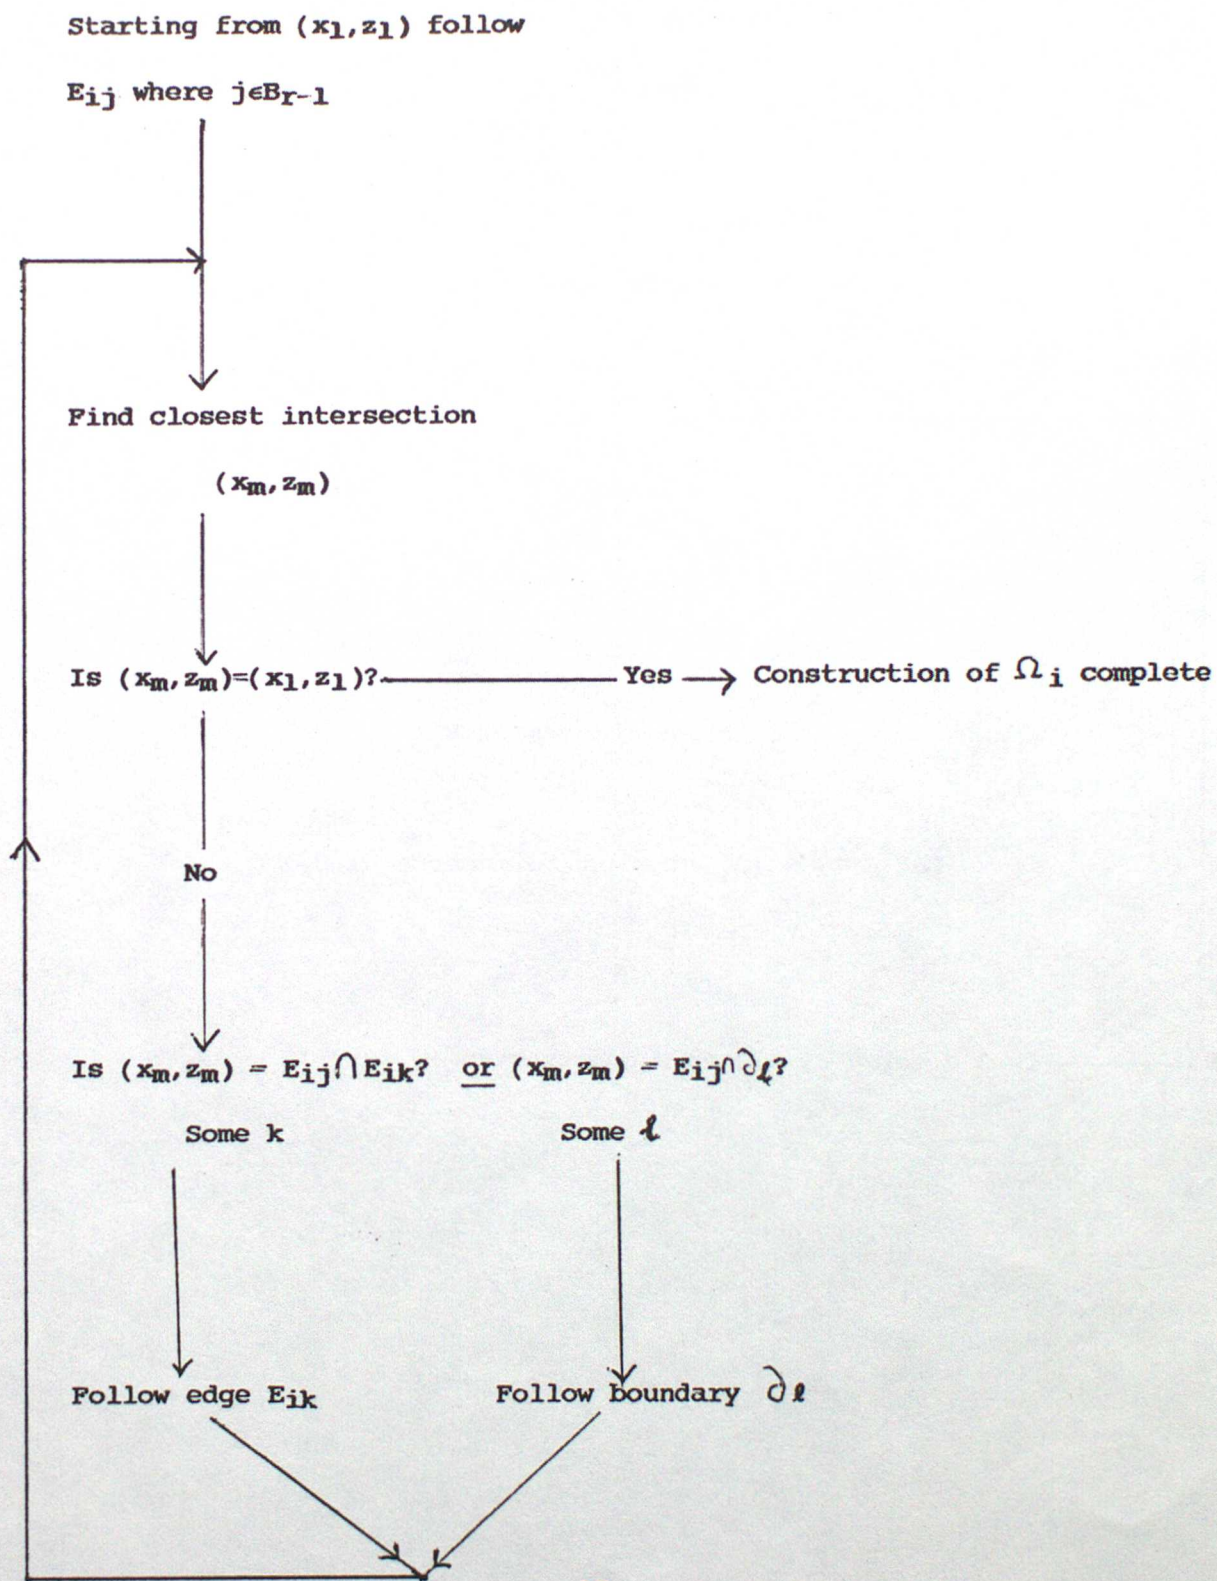 Starting from (x₁,z₁) follow
Eᵢⱼ where jϵBᵣ₋₁
Find closest intersection
(xₘ,zₘ)
Is (xₘ,zₘ)=(x₁,z₁)? Yes Construction of Ωᵢ complete
No
Is (xₘ,zₘ) = Eᵢⱼ∩Eᵢₖ? or (xₘ,zₘ) = Eᵢⱼ∩∂ℓ?
Some k Some ℓ
Follow edge Eᵢₖ Follow boundary ∂ℓ